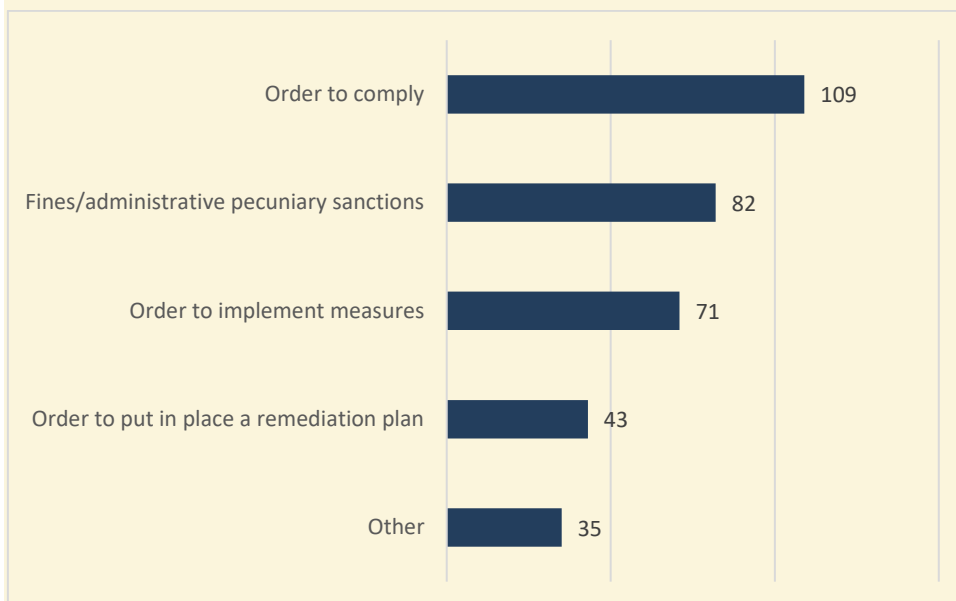 Order to comply
109
Fines/administrative pecuniary sanctions
82
Order to implement measures
71
Order to put in place a remediation plan
43
Other
35